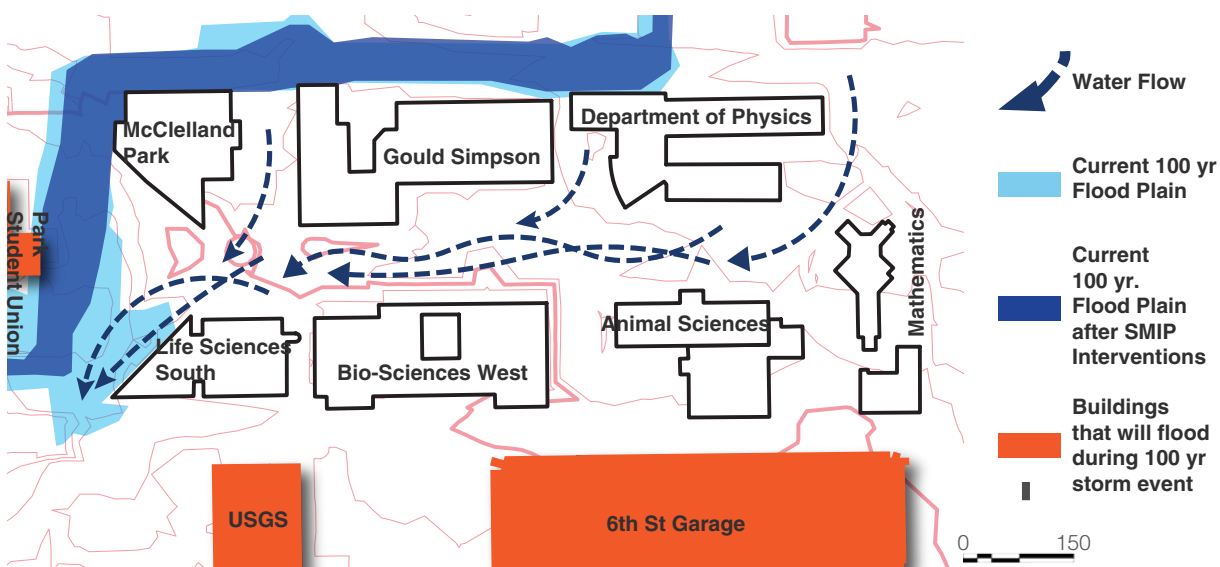 McClelland
Park
Gould Simpson
Department of Physics
Park
Student Union
Mathematics
Life Sciences
South
Bio-Sciences West
Animal Sciences
USGS
6th St Garage
Water Flow
Current 100 yr
Flood Plain
Current
100 yr.
Flood Plain
after SMIP
Interventions
Buildings
that will flood
during 100 yr
storm event
0
150